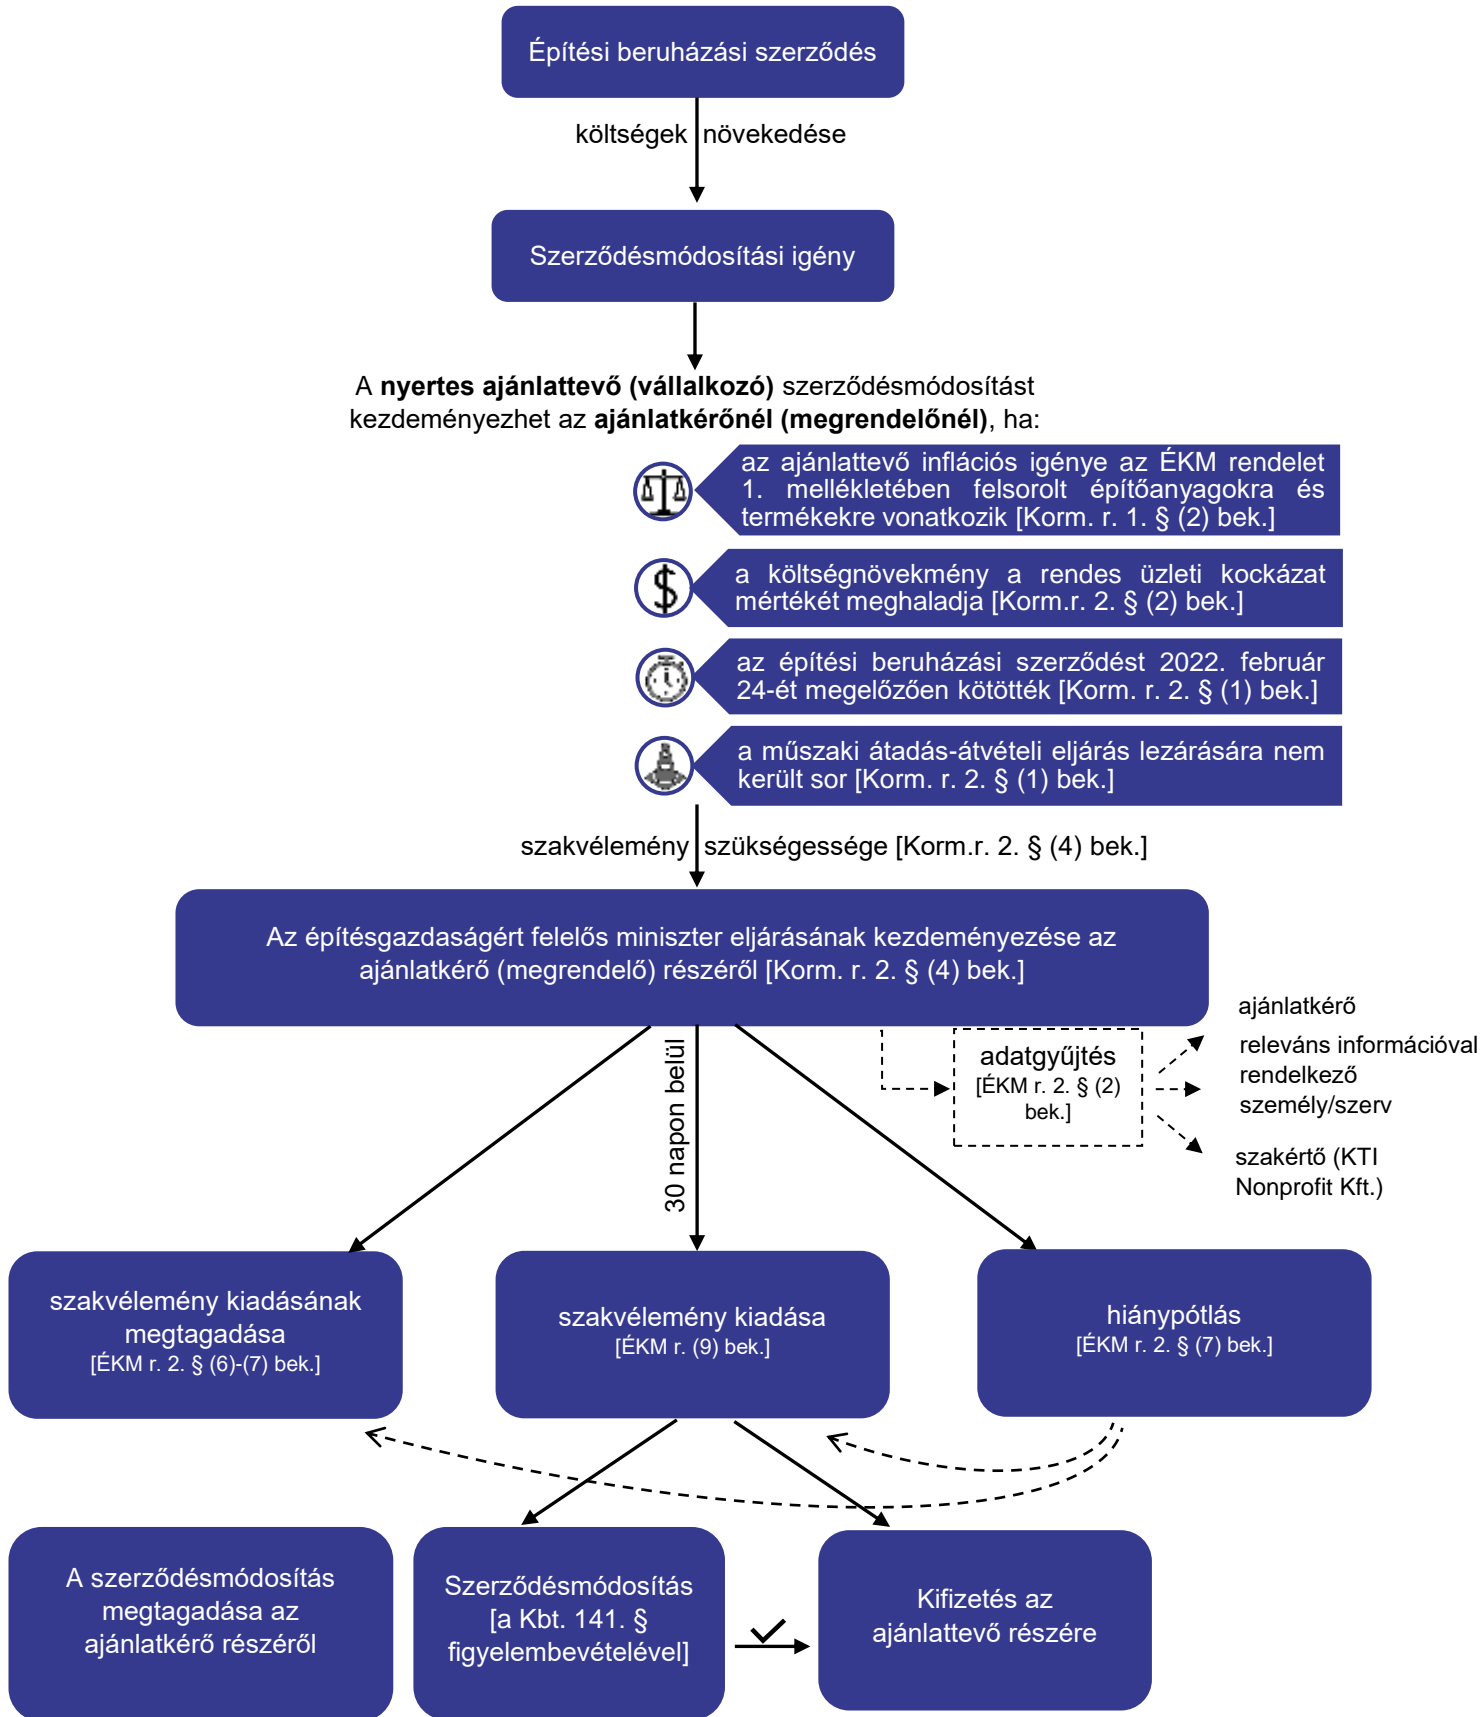 Építési beruházási szerződés
költségek növekedése
Szerződésmódosítási igény
A nyertes ajánlattevő (vállalkozó) szerződésmódosítást
kezdeményezhet az ajánlatkérőnél (megrendelőnél), ha:
az ajánlattevő inflációs igénye az ÉKM rendelet
1. mellékletében felsorolt építőanyagokra és
termékekre vonatkozik [Korm. r. 1. § (2) bek.]
a költségnövekmény a rendes üzleti kockázat
mértékét meghaladja [Korm.r. 2. § (2) bek.]
az építési beruházási szerződést 2022. február
24-ét megelőzően kötötték [Korm. r. 2. § (1) bek.]
a műszaki átadás-átvételi eljárás lezárására nem
került sor [Korm. r. 2. § (1) bek.]
szakvélemény szükségessége [Korm.r. 2. § (4) bek.]
Az építésgazdaságért felelős miniszter eljárásának kezdeményezése az
ajánlatkérő (megrendelő) részéről [Korm. r. 2. § (4) bek.]
30 napon belül
adatgyűjtés
[ÉKM r. 2. § (2)
bek.]
ajánlatkérő
releváns információval
rendelkező
személy/szerv
szakértő (KTI
Nonprofit Kft.)
szakvélemény kiadásának
megtagadása
[ÉKM r. 2. § (6)-(7) bek.]
szakvélemény kiadása
[ÉKM r. (9) bek.]
hiánypótlás
[ÉKM r. 2. § (7) bek.]
A szerződésmódosítás
megtagadása az
ajánlatkérő részéről
Szerződésmódosítás
[a Kbt. 141. §
figyelembevételével]
Kifizetés az
ajánlattevő részére